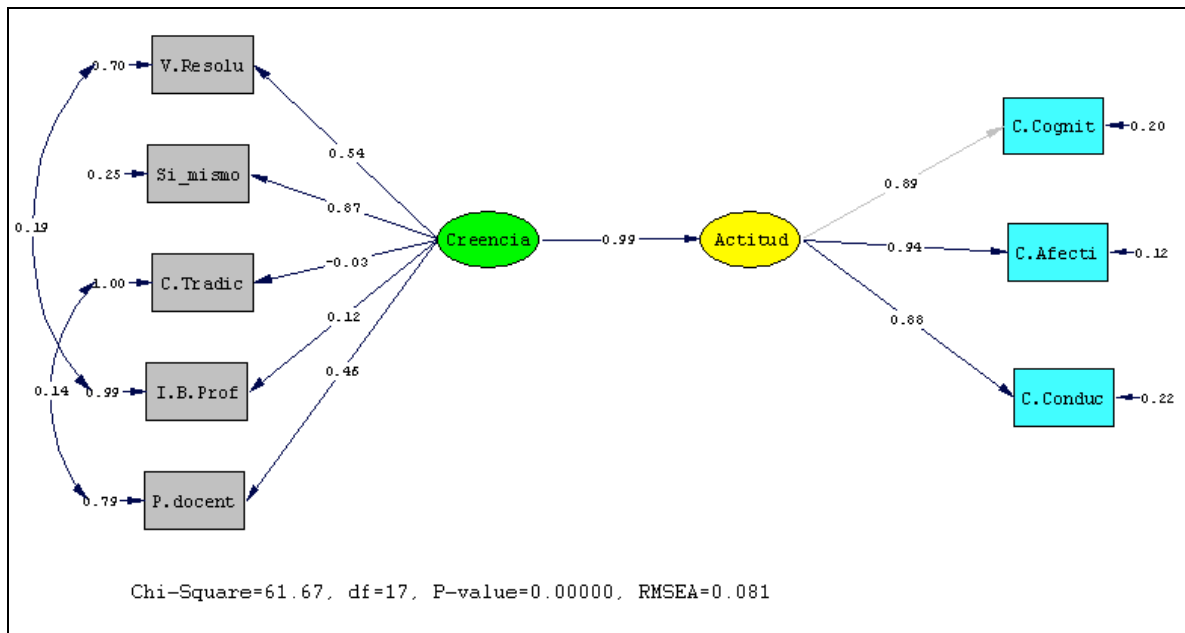 0.70
V.Resolu
0.54
0.25
Si_mismo
0.87
0.19
1.00
C.Tradic
-0.03
0.14
0.99
I.B.Prof
0.12
0.79
P.docent
0.46
Creencia
0.99
Actitud
0.89
C.Cognit
0.20
0.94
C.Afecti
0.12
0.88
C.Conduc
0.22
Chi-Square=61.67, df=17, P-value=0.00000, RMSEA=0.081